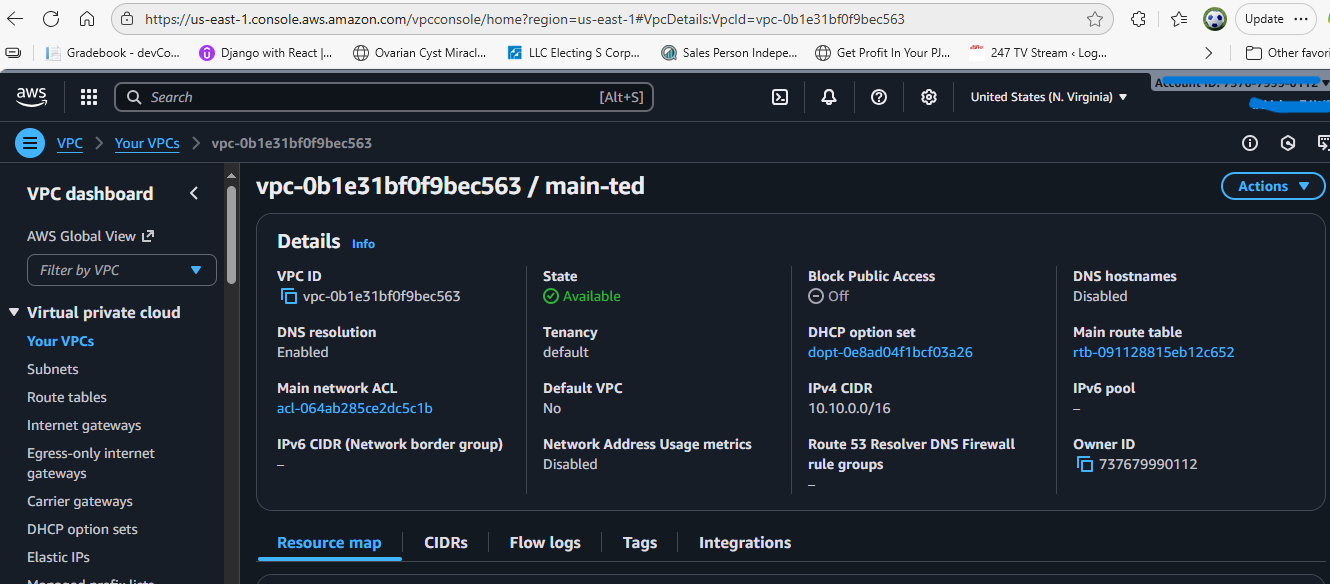 https://us-east-1.console.aws.amazon.com/vpcconsole/home?region=us-east-1#VpcDetails:VpcId=vpc-0b1e31bf0f9bec563
Update
Gradebook - devCo... Django with React |... Ovarian Cyst Miracl... LLC Electing S Corp... Sales Person Indepe... Get Profit In Your PJ... 247 TV Stream ‹ Log... Other favori
aws
Search [Alt+S]
United States (N. Virginia)
Account ID:
VPC > Your VPCs > vpc-0b1e31bf0f9bec563
VPC dashboard
AWS Global View
Filter by VPC
Virtual private cloud
Your VPCs
Subnets
Route tables
Internet gateways
Egress-only internet
gateways
Carrier gateways
DHCP option sets
Elastic IPs
Managed prefix lists
vpc-0b1e31bf0f9bec563 / main-ted
Actions
Details Info
VPC ID
vpc-0b1e31bf0f9bec563
State
Available
Block Public Access
Off
DNS hostnames
Disabled
DNS resolution
Enabled
Tenancy
default
DHCP option set
dopt-0e8ad04f1bcf03a26
Main route table
rtb-091128815eb12c652
Main network ACL
acl-064ab285ce2dc5c1b
Default VPC
No
IPv4 CIDR
10.10.0.0/16
IPv6 pool
–
IPv6 CIDR (Network border group)
–
Network Address Usage metrics
Disabled
Route 53 Resolver DNS Firewall
rule groups
–
Owner ID
737679990112
Resource map CIDRs Flow logs Tags Integrations